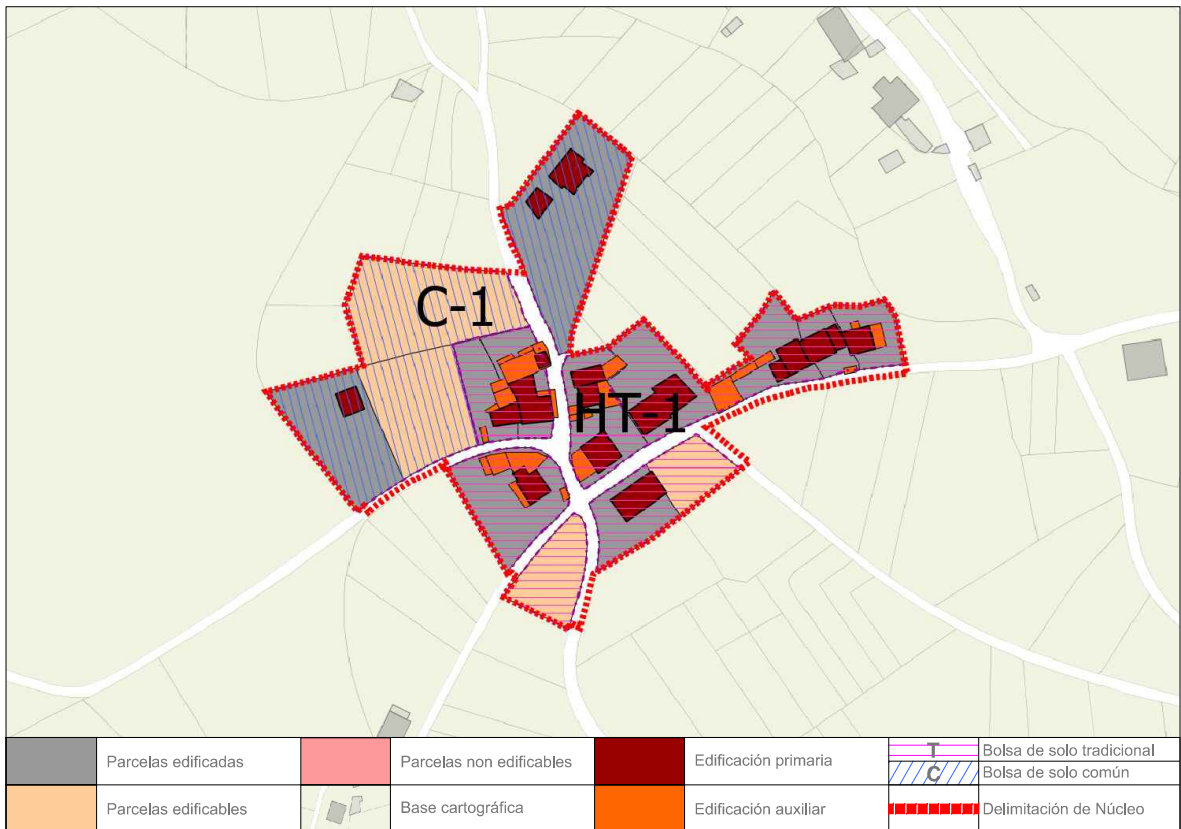 C-1
HT-1
Parcelas edificadas
Parcelas non edificables
Edificación primaria
T
Bolsa de solo tradicional
C
Bolsa de solo común
Parcelas edificables
Base cartográfica
Edificación auxiliar
Delimitación de Núcleo